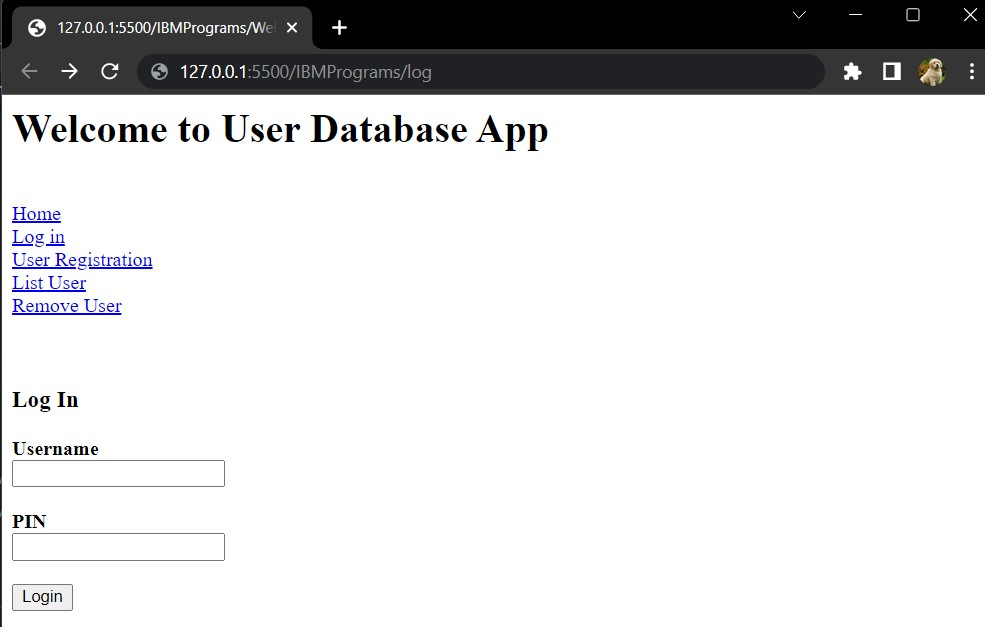 127.0.0.1:5500/IBMPrograms/We
127.0.0.1:5500/IBMPrograms/log
Welcome to User Database App
Home
Log in
User Registration
List User
Remove User
Log In
Username
PIN
Login